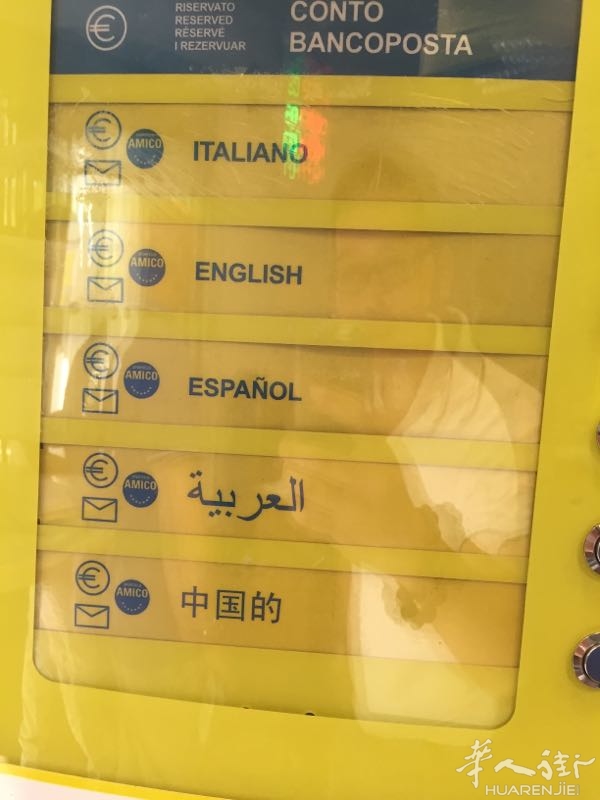 RISERVATO
RESERVED
RÉSERVÉ
I REZERVUAR
CONTO
BANCOPOSTA
AMICO
ITALIANO
AMICO
ENGLISH
AMICO
ESPAÑOL
AMICO
العربية
AMICO
中国的
华人街
HUARENJIE